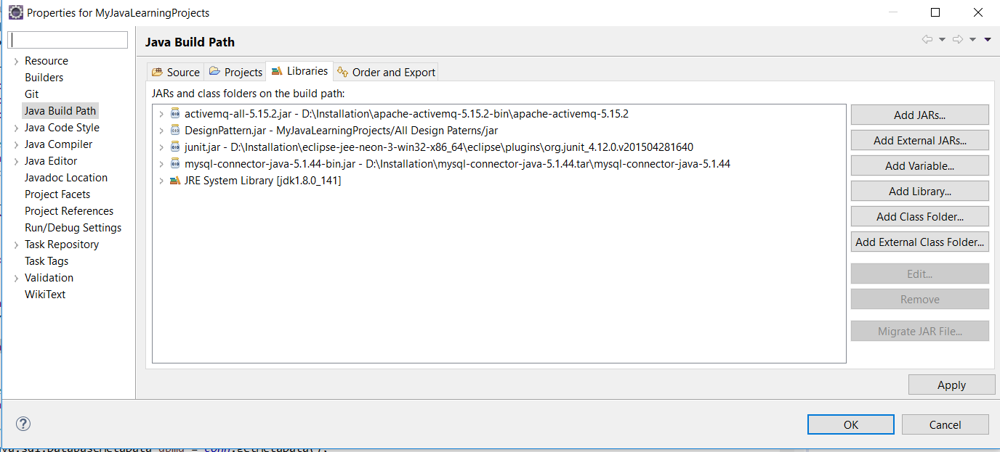 Properties for MyJavaLearningProjects
Java Build Path
Resource
Builders
Git
Java Build Path
Java Code Style
Java Compiler
Java Editor
Javadoc Location
Project Facets
Project References
Run/Debug Settings
Task Repository
Task Tags
Validation
WikiText
Source
Projects
Libraries
Order and Export
JARs and class folders on the build path:
activemq-all-5.15.2.jar - D:\Installation\apache-activemq-5.15.2-bin\apache-activemq-5.15.2
DesignPattern.jar - MyJavaLearningProjects/All Design Paterns/jar
junit.jar - D:\Installation\eclipse-jee-neon-3-win32-x86_64\eclipse\plugins\org.junit_4.12.0.v201504281640
mysql-connector-java-5.1.44-bin.jar - D:\Installation\mysql-connector-java-5.1.44.tar\mysql-connector-java-5.1.44
JRE System Library [jdk1.8.0_141]
Add JARs...
Add External JARs...
Add Variable...
Add Library...
Add Class Folder...
Add External Class Folder...
Edit...
Remove
Migrate JAR File...
Apply
OK
Cancel